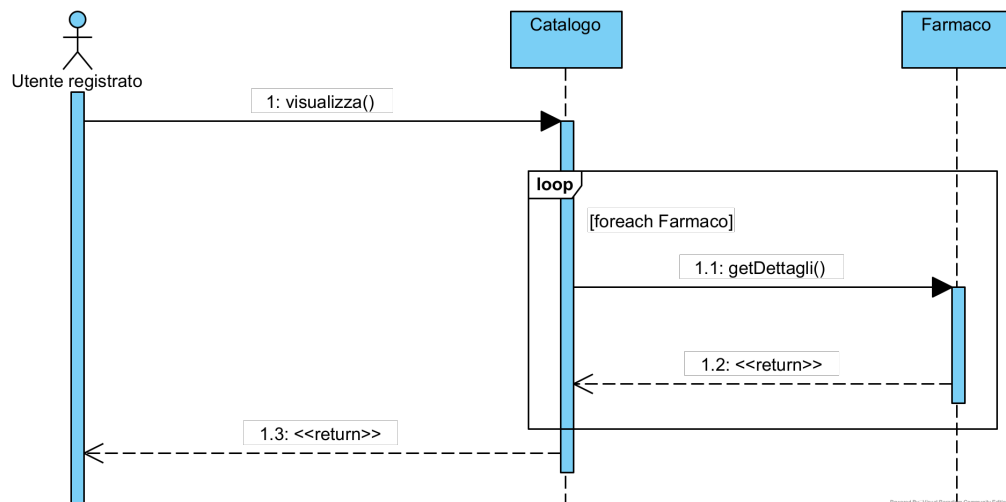 Catalogo
Farmaco
Utente registrato
1: visualizza()
loop
[foreach Farmaco]
1.1: getDettagli()
1.2: <<return>>
1.3: <<return>>